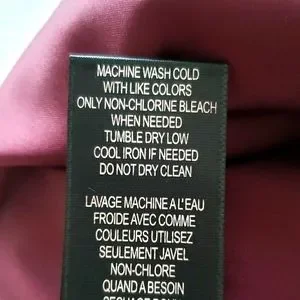 MACHINE WASH COLD
WITH LIKE COLORS
ONLY NON-CHLORINE BLEACH
WHEN NEEDED
TUMBLE DRY LOW
COOL IRON IF NEEDED
DO NOT DRY CLEAN
LAVAGE MACHINE A L'EAU
FROIDE AVEC COMME
COULEURS UTILISEZ
SEULEMENT JAVEL
NON-CHLORE
QUAND A BESOIN